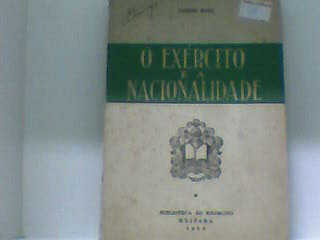 O EXÉRCITO
E A
NACIONALIDADE
BIBLIOTECA DO EXÉRCITO
EDITORA